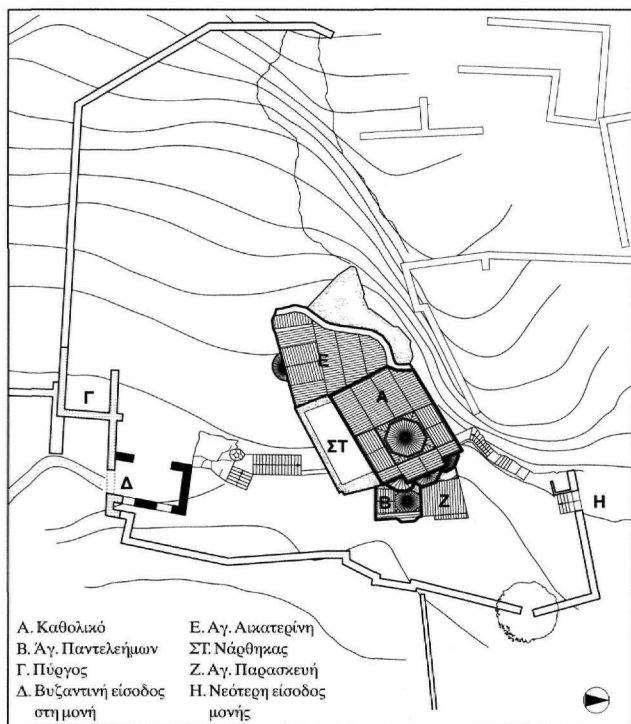 Ε
Α
Γ
ΣΤ
Δ
Β
Ζ
Η
Α. Καθολικό
Β. Άγ. Παντελεήμων
Γ. Πύργος
Δ. Βυζαντινή είσοδος
στη μονή
Ε. Αγ. Αικατερίνη
ΣΤ. Νάρθηκας
Ζ. Αγ. Παρασκευή
Η. Νεότερη είσοδος
μονής